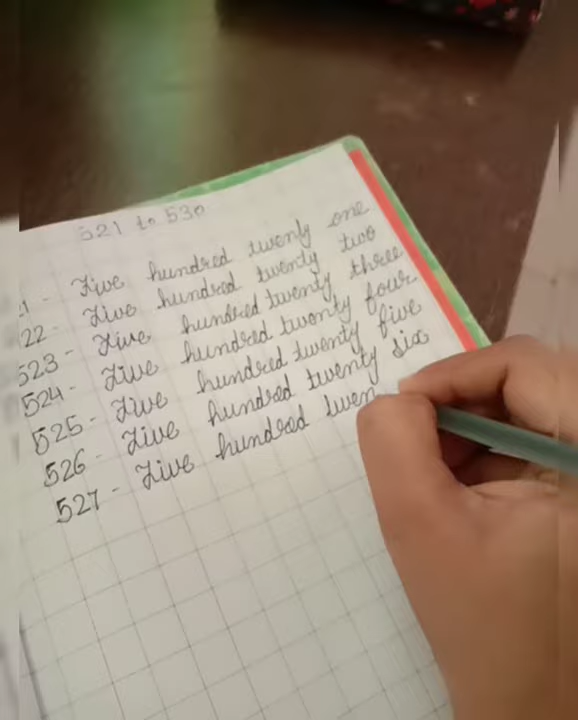 521 to 530
21 - Five hundred twenty one
22 - Five hundred twenty two
523 - Five hundred twenty three
524 - Five hundred twenty four
525 - Five hundred twenty five
526 - Five hundred twenty six
527 - Five hundred twen